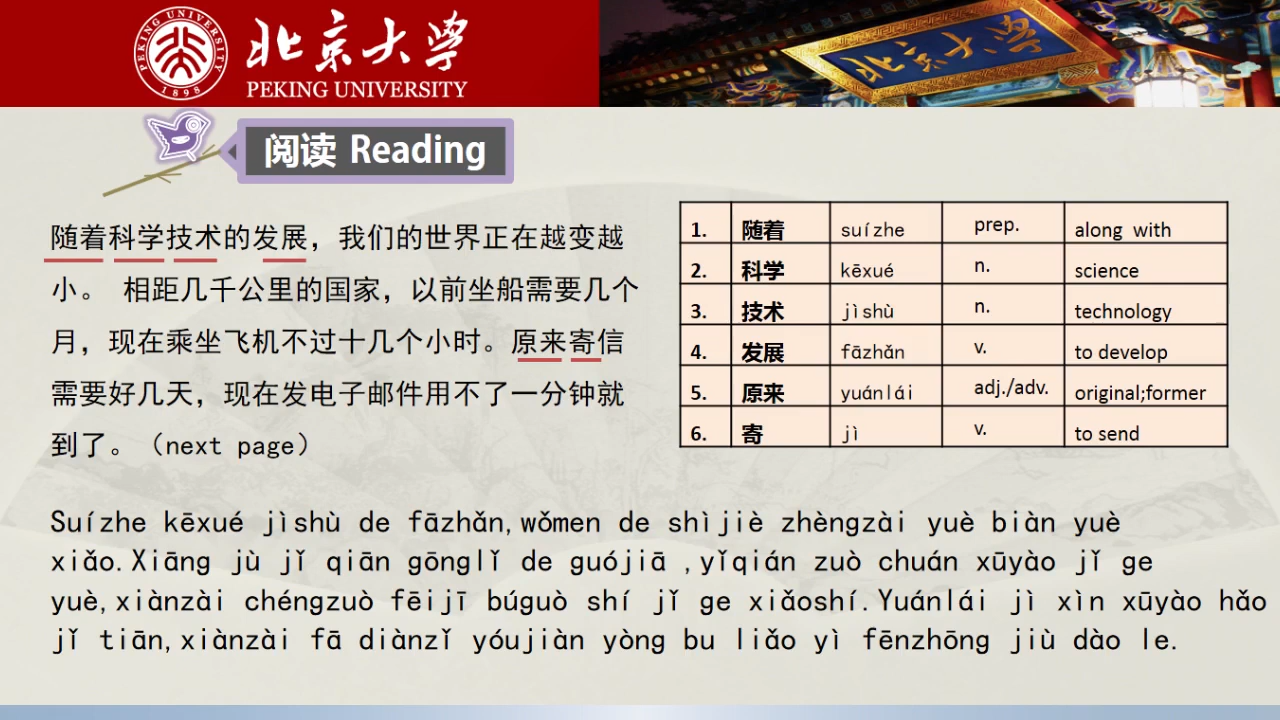 PEKING UNIVERSITY
1898
北京大学
PEKING UNIVERSITY
北京大学
阅读 Reading
随着科学技术的发展，我们的世界正在越变越
小。 相距几千公里的国家，以前坐船需要几个
月，现在乘坐飞机不过十几个小时。原来寄信
需要好几天，现在发电子邮件用不了一分钟就
到了。（next page）
1. 随着 suízhe prep. along with
2. 科学 kēxué n. science
3. 技术 jìshù n. technology
4. 发展 fāzhǎn v. to develop
5. 原来 yuánlái adj./adv. original;former
6. 寄 jì v. to send
Suízhe kēxué jìshù de fāzhǎn,wǒmen de shìjiè zhèngzài yuè biàn yuè
xiǎo.Xiāng jù jǐ qiān gōnglǐ de guójiā ,yǐqián zuò chuán xūyào jǐ ge
yuè,xiànzài chéngzuò fēijī búguò shí jǐ ge xiǎoshí.Yuánlái jì xìn xūyào hǎo
jǐ tiān,xiànzài fā diànzǐ yóujiàn yòng bu liǎo yì fēnzhōng jiù dào le.